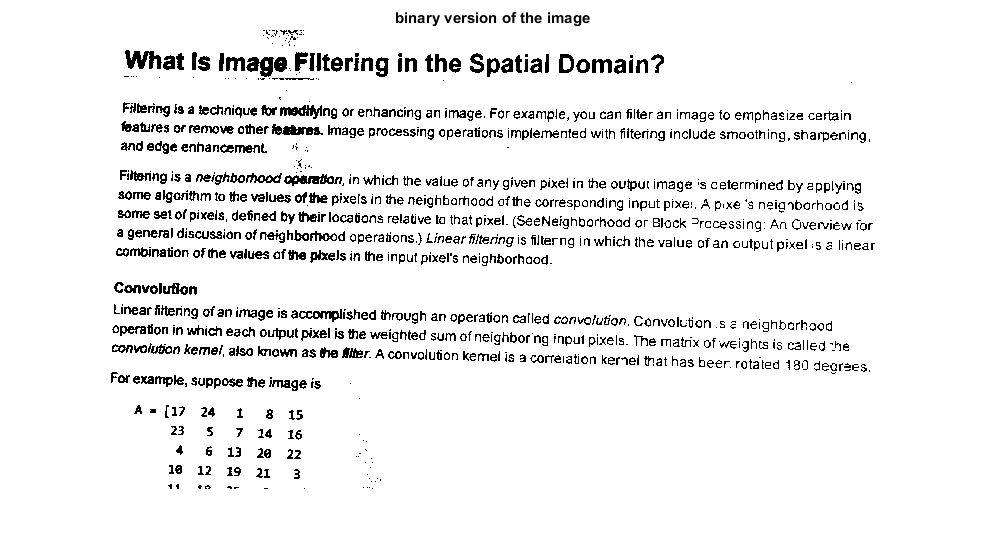 binary version of the image
What Is Image Filtering in the Spatial Domain?
Filtering is a technique for modifying or enhancing an image. For example, you can filter an image to emphasize certain
features or remove other features. Image processing operations implemented with filtering include smoothing, sharpening,
and edge enhancement.
Filtering is a neighborhood operation, in which the value of any given pixel in the output image is determined by applying
some algorithm to the values of the pixels in the neighborhood of the corresponding input pixel. A pixel's neighborhood is
some set of pixels, defined by their locations relative to that pixel. (SeeNeighborhood or Block Processing: An Overview for
a general discussion of neighborhood operations.) Linear filtering is filtering in which the value of an output pixel is a linear
combination of the values of the pixels in the input pixel's neighborhood.
Convolution
Linear filtering of an image is accomplished through an operation called convolution. Convolution is a neighborhood
operation in which each output pixel is the weighted sum of neighboring input pixels. The matrix of weights is called the
convolution kernel, also known as the filter. A convolution kernel is a correlation kernel that has been rotated 180 degrees.
For example, suppose the image is
A = [17 24 1 8 15
23 5 7 14 16
4 6 13 20 22
10 12 19 21 3